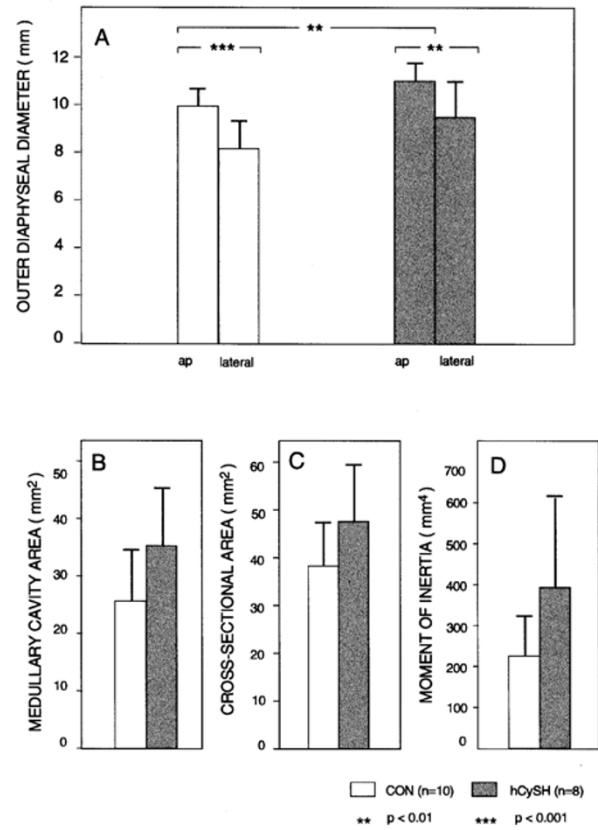 A
**
***
**
OUTER DIAPHYSEAL DIAMETER ( mm )
12
10
8
6
4
2
0
ap
lateral
ap
lateral
B
MEDULLARY CAVITY AREA ( mm²)
50
40
30
20
10
0
C
CROSS-SECTIONAL AREA ( mm²)
60
50
40
30
20
10
0
D
MOMENT OF INERTIA ( mm⁴)
700
600
500
400
300
200
100
0
CON (n=10)
hCySH (n=8)
** p < 0.01
*** p < 0.001